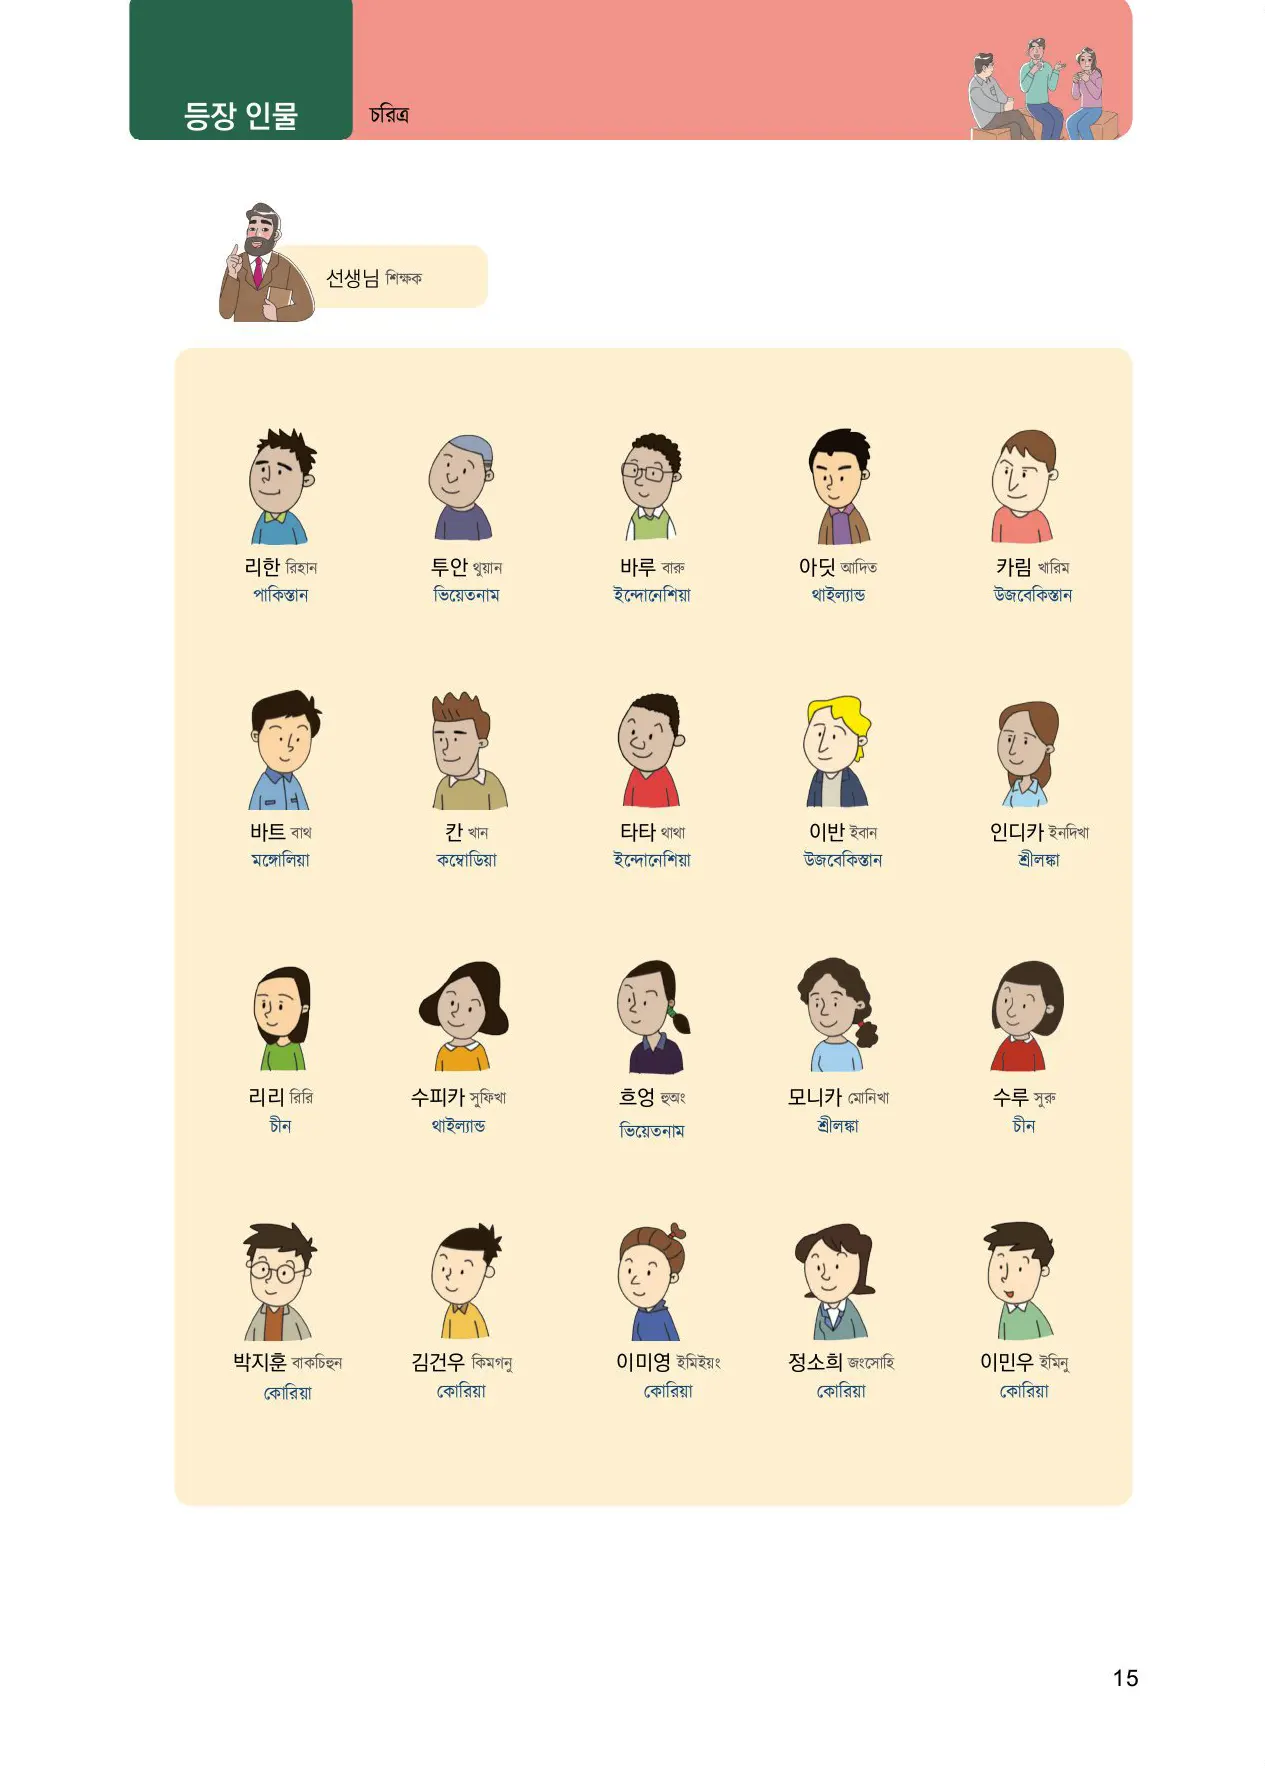 등장 인물 চরিত্র
선생님 শিক্ষক
리한 রিহান 투안 থুয়ান 바루 বারু 아딧 আদিত 카림 খারিম
পাকিস্তান ভিয়েতনাম ইন্দোনেশিয়া থাইল্যান্ড উজবেকিস্তান
바트 বাথ 칸 খান 타타 থাথা 이반 ইবান 인디카 ইনদিখা
মঙ্গোলিয়া কম্বোডিয়া ইন্দোনেশিয়া উজবেকিস্তান শ্রীলঙ্কা
리리 রিরি 수피카 সুফিখা 흐엉 হুঅং 모니카 মোনিখা 수루 সুরু
চীন থাইল্যান্ড ভিয়েতনাম শ্রীলঙ্কা চীন
박지훈 বাকচিহুন 김건우 কিমগনু 이미영 ইমিইয়ং 정소희 জংসোহি 이민우 ইমিনু
কোরিয়া কোরিয়া কোরিয়া কোরিয়া কোরিয়া
15